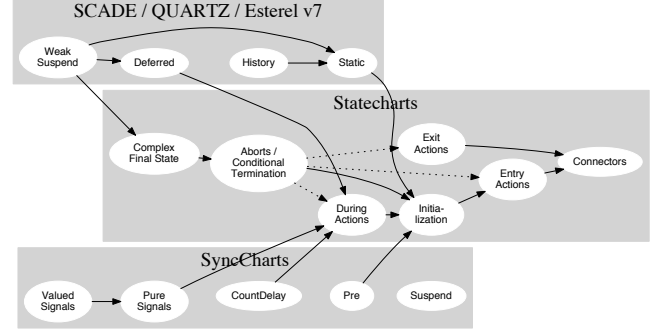 SCADE / QUARTZ / Esterel v7
Weak
Suspend
Deferred
History
Static
Statecharts
Complex
Final State
Aborts /
Conditional
Termination
Exit
Actions
Connectors
Entry
Actions
During
Actions
Initia-
lization
SyncCharts
Valued
Signals
Pure
Signals
CountDelay
Pre
Suspend